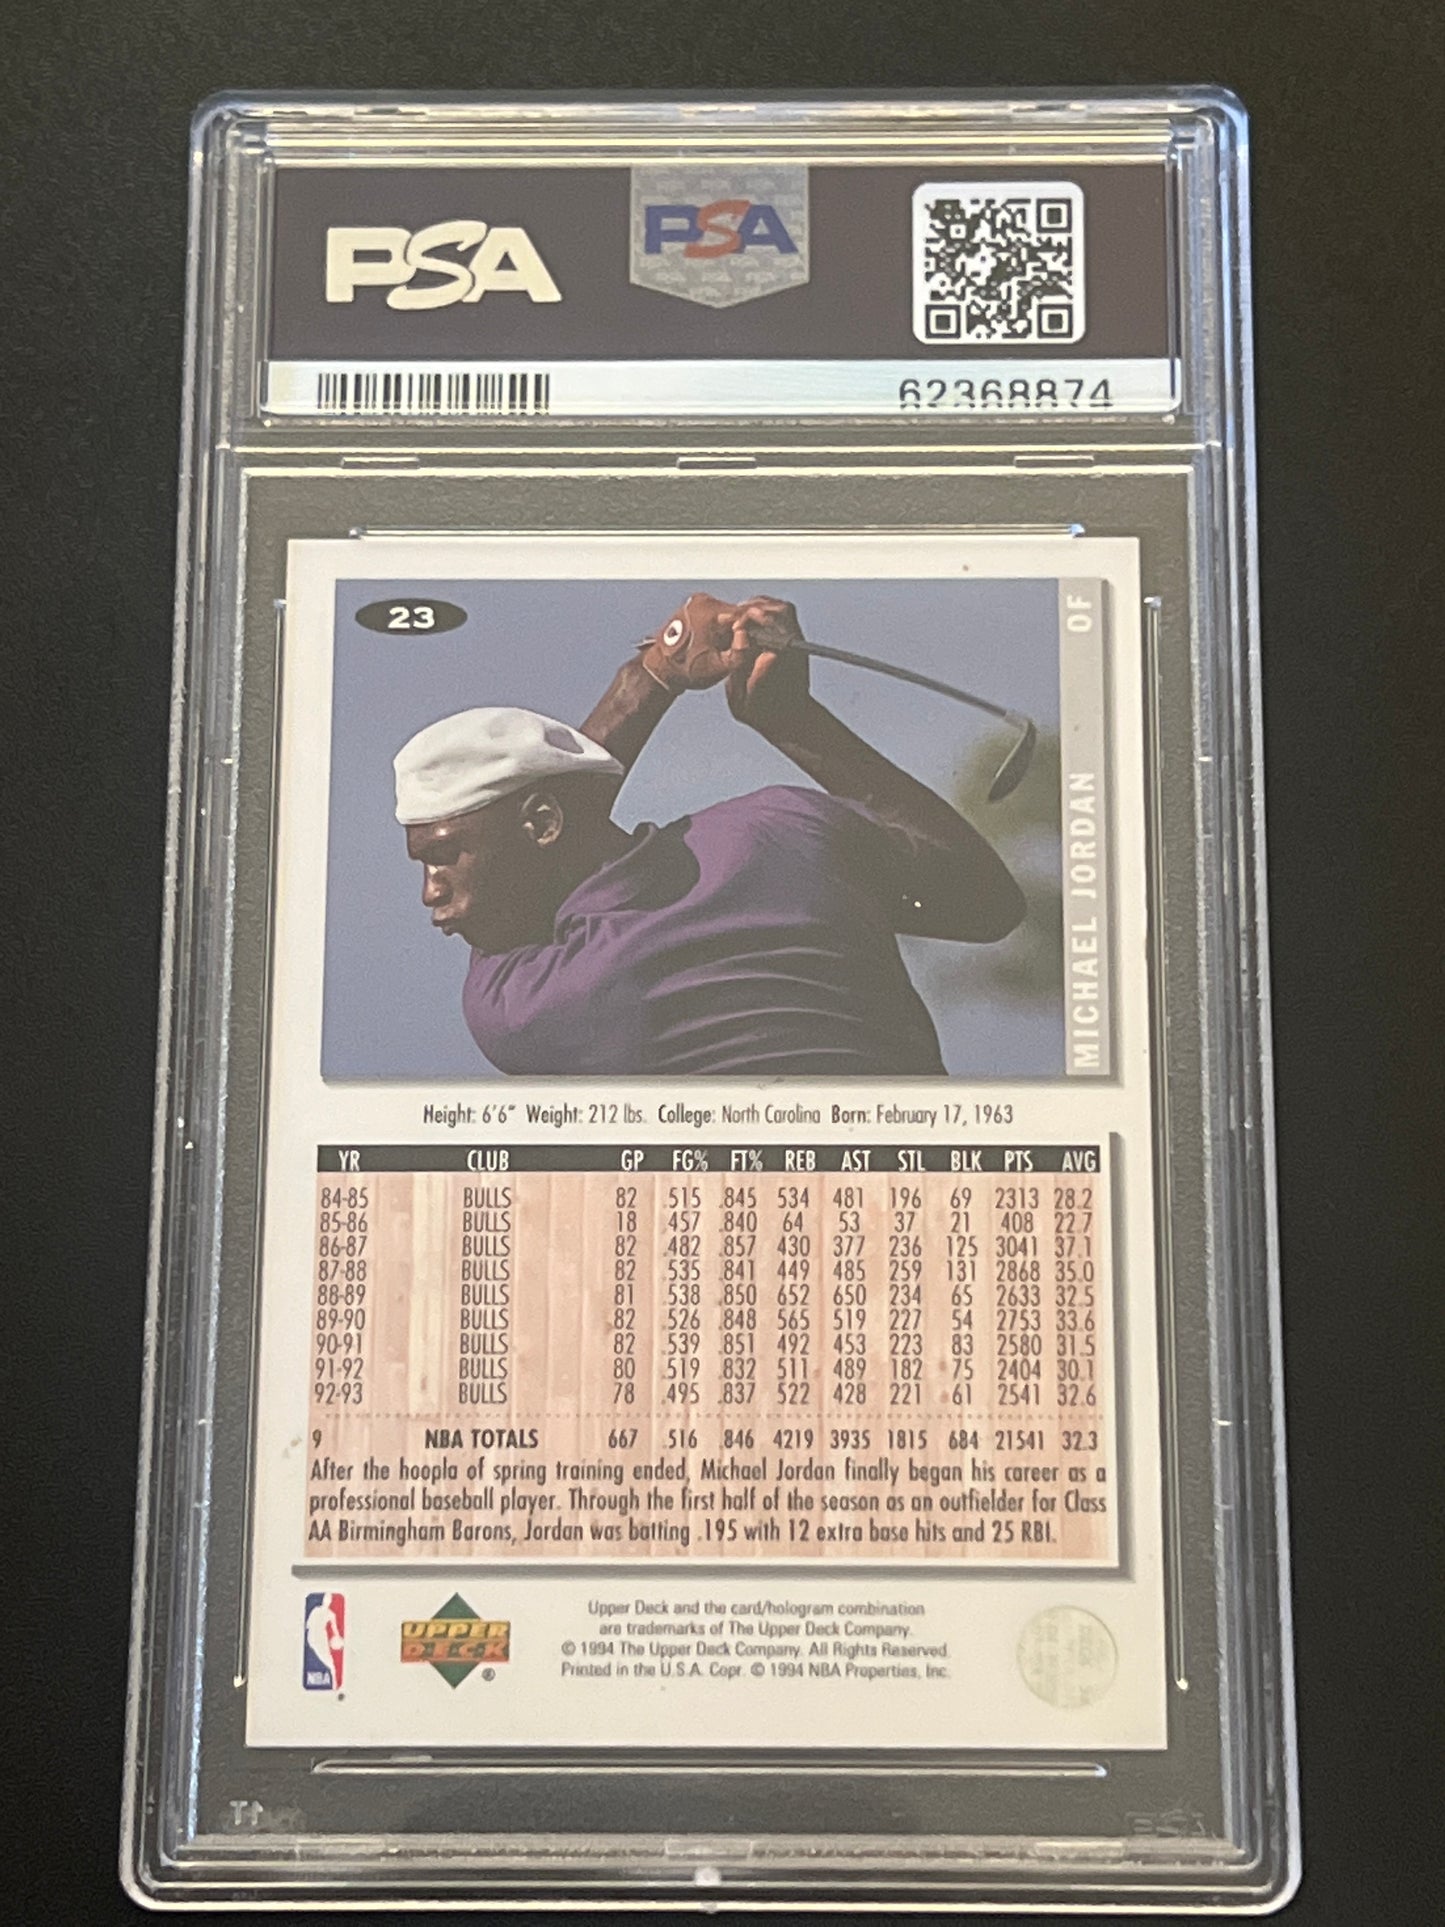 PSA
PSA
62368874
23
OF
MICHAEL JORDAN
Height: 6'6" Weight: 212 lbs. College: North Carolina Born: February 17, 1963
YR CLUB GP FG% FT% REB AST STL BLK PTS AVG
84-85 BULLS 82 .515 .845 534 481 196 69 2313 28.2
85-86 BULLS 18 .457 .840 64 53 37 21 408 22.7
86-87 BULLS 82 .482 .857 430 377 236 125 3041 37.1
87-88 BULLS 82 .535 .841 449 485 259 131 2868 35.0
88-89 BULLS 81 .538 .850 652 650 234 65 2633 32.5
89-90 BULLS 82 .526 .848 565 519 227 54 2753 33.6
90-91 BULLS 82 .539 .851 492 453 223 83 2580 31.5
91-92 BULLS 80 .519 .832 511 489 182 75 2404 30.1
92-93 BULLS 78 .495 .837 522 428 221 61 2541 32.6
9 NBA TOTALS 667 .516 .846 4219 3935 1815 684 21541 32.3
After the hoopla of spring training ended, Michael Jordan finally began his career as a
professional baseball player. Through the first half of the season as an outfielder for Class
AA Birmingham Barons, Jordan was batting .195 with 12 extra base hits and 25 RBI.
NBA
UPPER
DECK
®
Upper Deck and the card/hologram combination
are trademarks of The Upper Deck Company.
© 1994 The Upper Deck Company. All Rights Reserved.
Printed in the U.S.A. Copr. © 1994 NBA Properties, Inc.